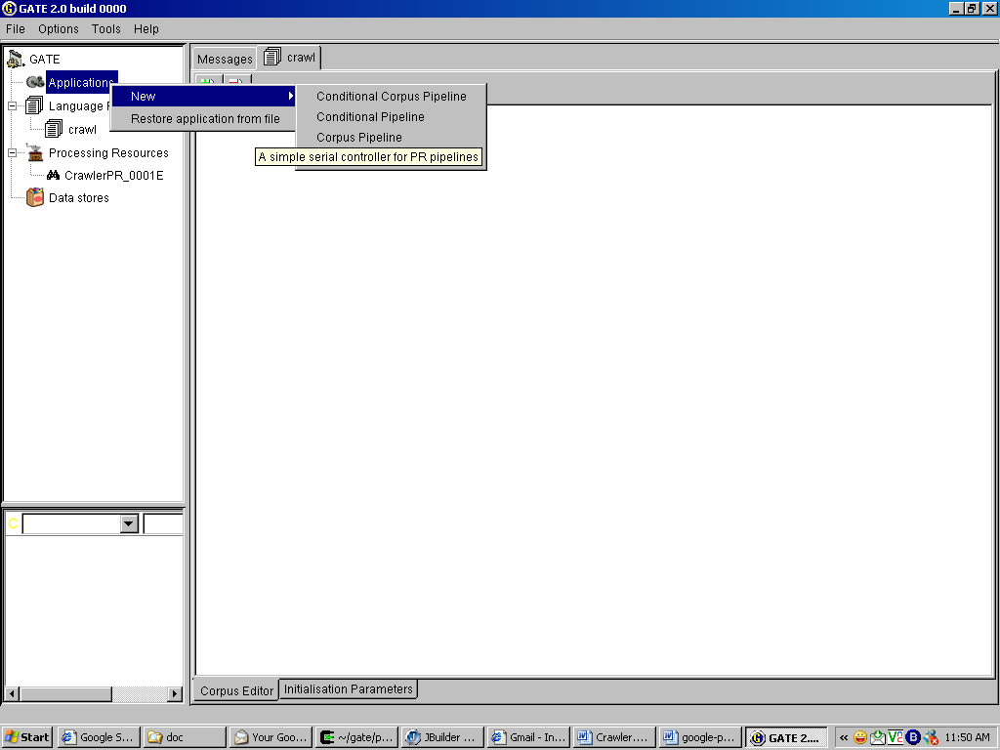 GATE 2.0 build 0000
File Options Tools Help
GATE
Applications
Language
crawl
Processing Resources
CrawlerPR_0001E
Data stores
Messages crawl
New
Restore application from file
Conditional Corpus Pipeline
Conditional Pipeline
Corpus Pipeline
A simple serial controller for PR pipelines
C
Corpus Editor Initialisation Parameters
Start Google S... doc Your Goo... ~/gate/p... JBuilder ... Gmail - In... Crawler.... google-p... GATE 2.... « B 11:50 AM